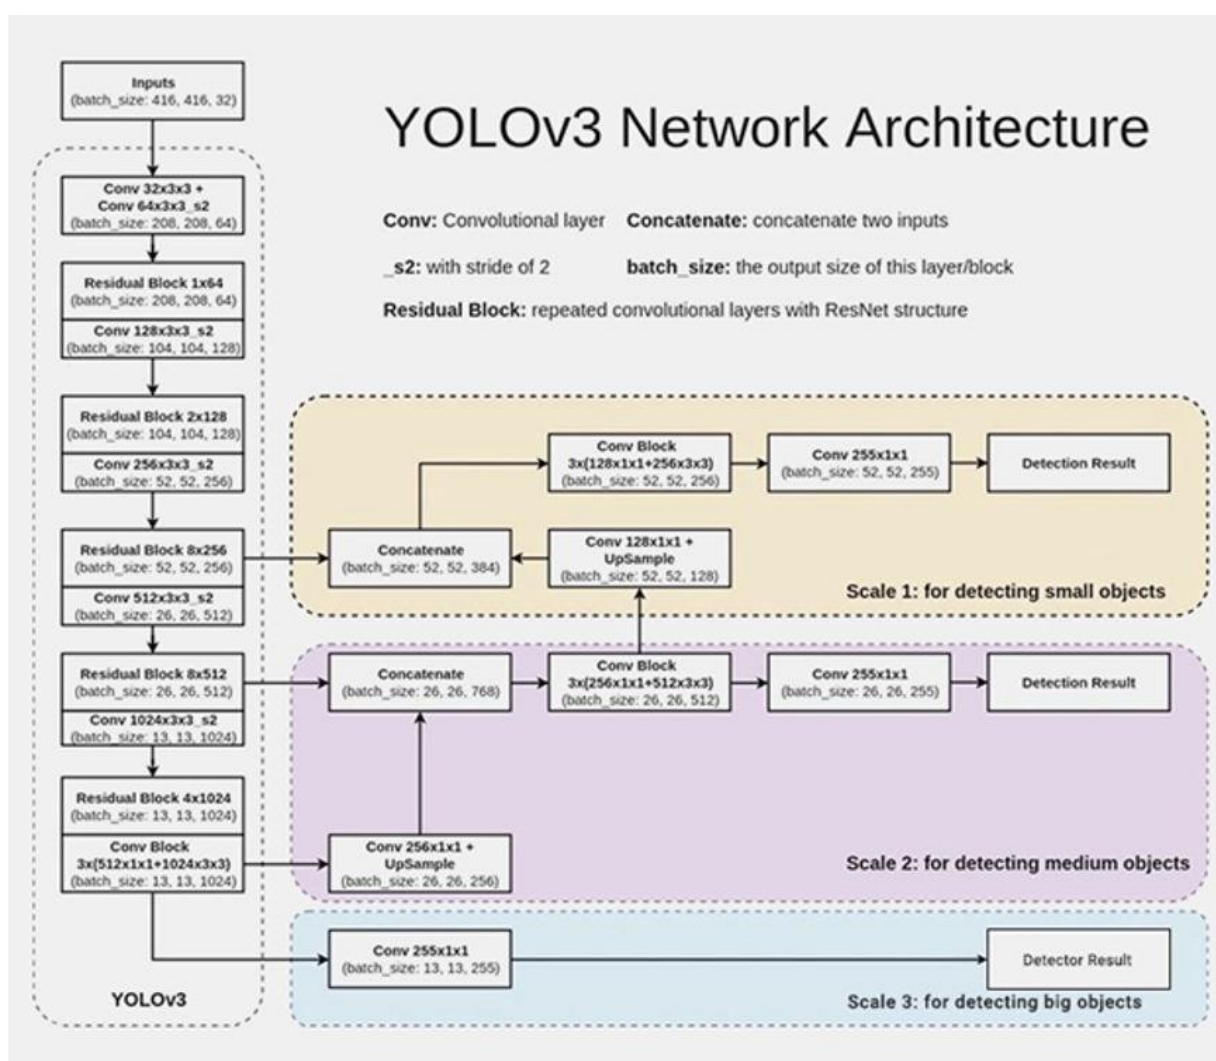 Inputs
(batch_size: 416, 416, 32)
YOLOv3 Network Architecture
Conv: Convolutional layer
Concatenate: concatenate two inputs
_s2: with stride of 2
batch_size: the output size of this layer/block
Residual Block: repeated convolutional layers with ResNet structure
Conv 32x3x3 +
Conv 64x3x3_s2
(batch_size: 208, 208, 64)
Residual Block 1x64
(batch_size: 208, 208, 64)
Conv 128x3x3_s2
(batch_size: 104, 104, 128)
Residual Block 2x128
(batch_size: 104, 104, 128)
Conv 256x3x3_s2
(batch_size: 52, 52, 256)
Residual Block 8x256
(batch_size: 52, 52, 256)
Conv 512x3x3_s2
(batch_size: 26, 26, 512)
Residual Block 8x512
(batch_size: 26, 26, 512)
Conv 1024x3x3_s2
(batch_size: 13, 13, 1024)
Residual Block 4x1024
(batch_size: 13, 13, 1024)
Conv Block
3x(512x1x1+1024x3x3)
(batch_size: 13, 13, 1024)
YOLOv3
Conv Block
3x(128x1x1+256x3x3)
(batch_size: 52, 52, 256)
Conv 255x1x1
(batch_size: 52, 52, 255)
Detection Result
Concatenate
(batch_size: 52, 52, 384)
Conv 128x1x1 +
UpSample
(batch_size: 52, 52, 128)
Scale 1: for detecting small objects
Concatenate
(batch_size: 26, 26, 768)
Conv Block
3x(256x1x1+512x3x3)
(batch_size: 26, 26, 512)
Conv 255x1x1
(batch_size: 26, 26, 255)
Detection Result
Conv 256x1x1 +
UpSample
(batch_size: 26, 26, 256)
Scale 2: for detecting medium objects
Conv 255x1x1
(batch_size: 13, 13, 255)
Detector Result
Scale 3: for detecting big objects